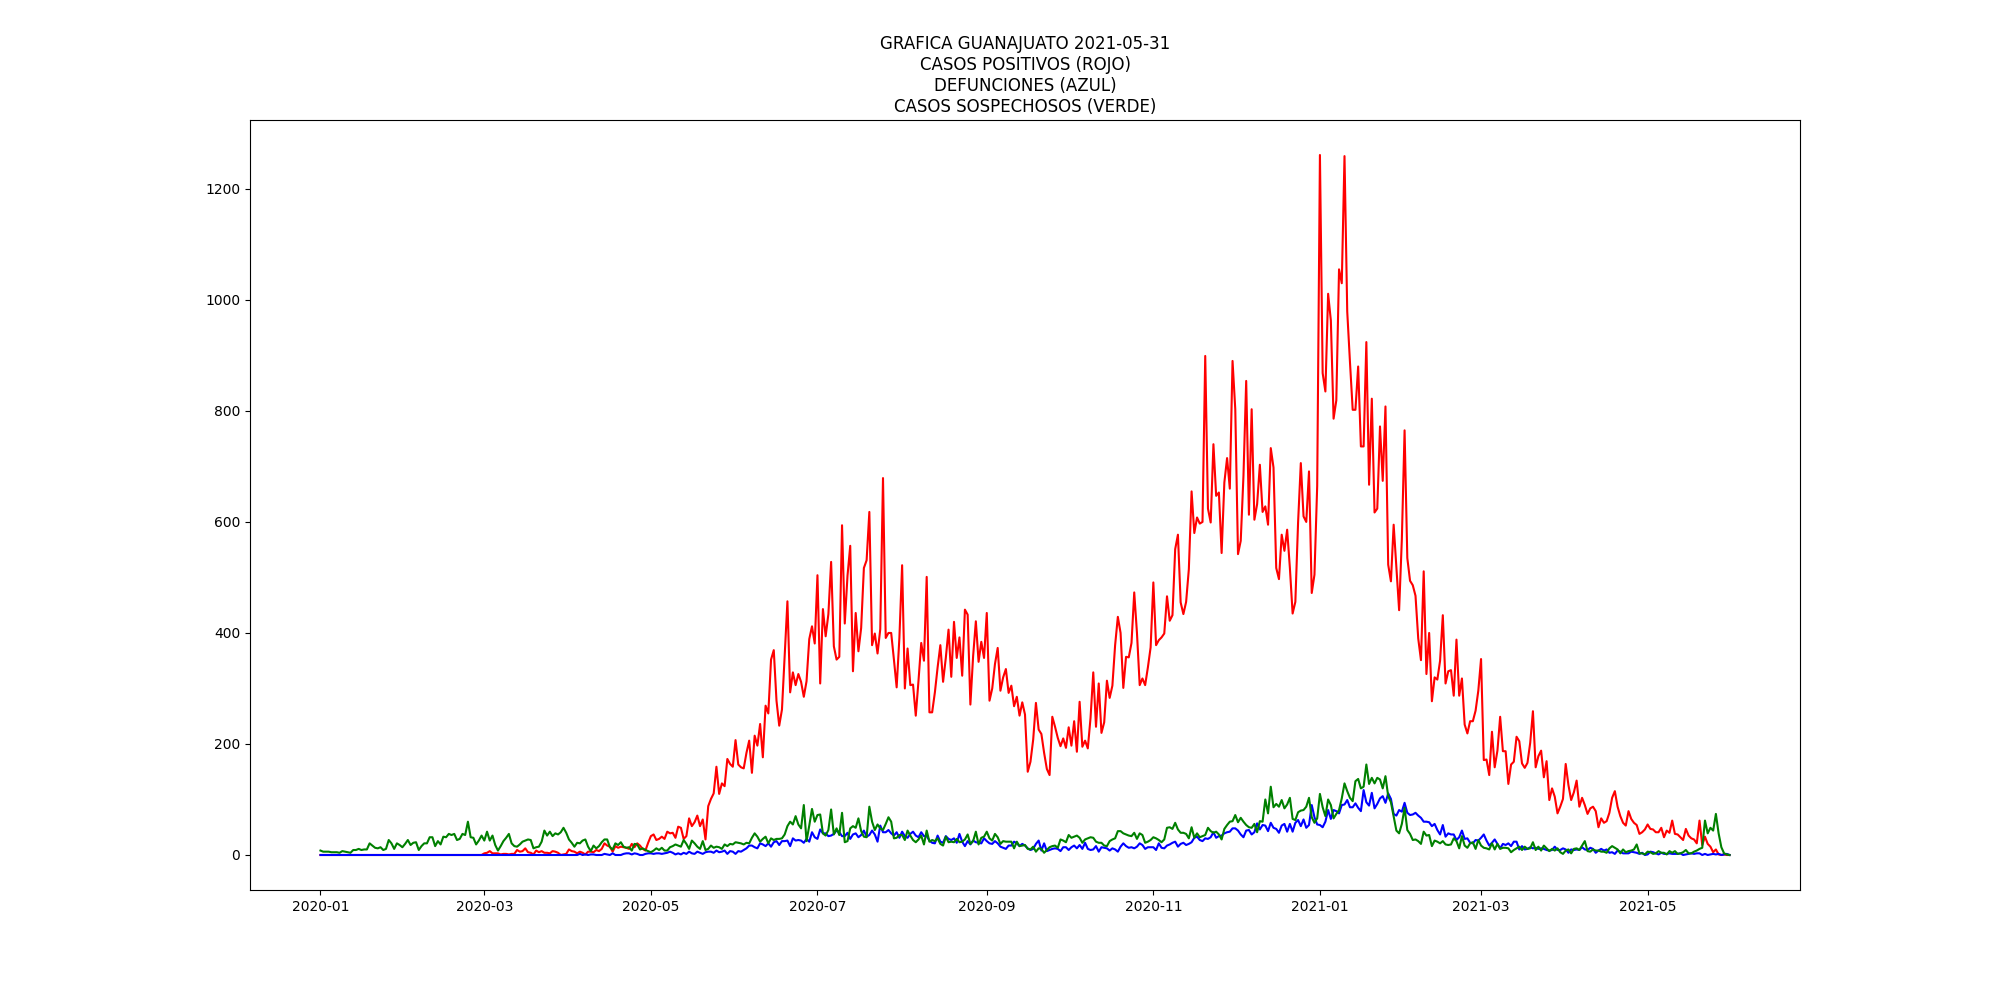 GRAFICA GUANAJUATO 2021-05-31
CASOS POSITIVOS (ROJO)
DEFUNCIONES (AZUL)
CASOS SOSPECHOSOS (VERDE)
1200
1000
800
600
400
200
0
2020-01 2020-03 2020-05 2020-07 2020-09 2020-11 2021-01 2021-03 2021-05